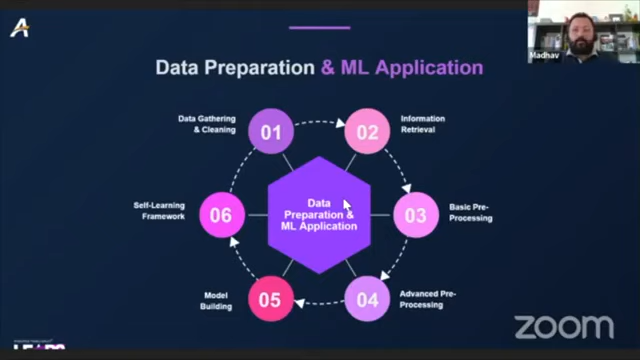 Madhav
Data Preparation & ML Application
Data Gathering
& Cleaning
01
02
Information
Retrieval
Self-Learning
Framework
06
Data
Preparation &
ML Application
03
Basic Pre-
Processing
Model
Building
05
04
Advanced Pre-
Processing
zoom